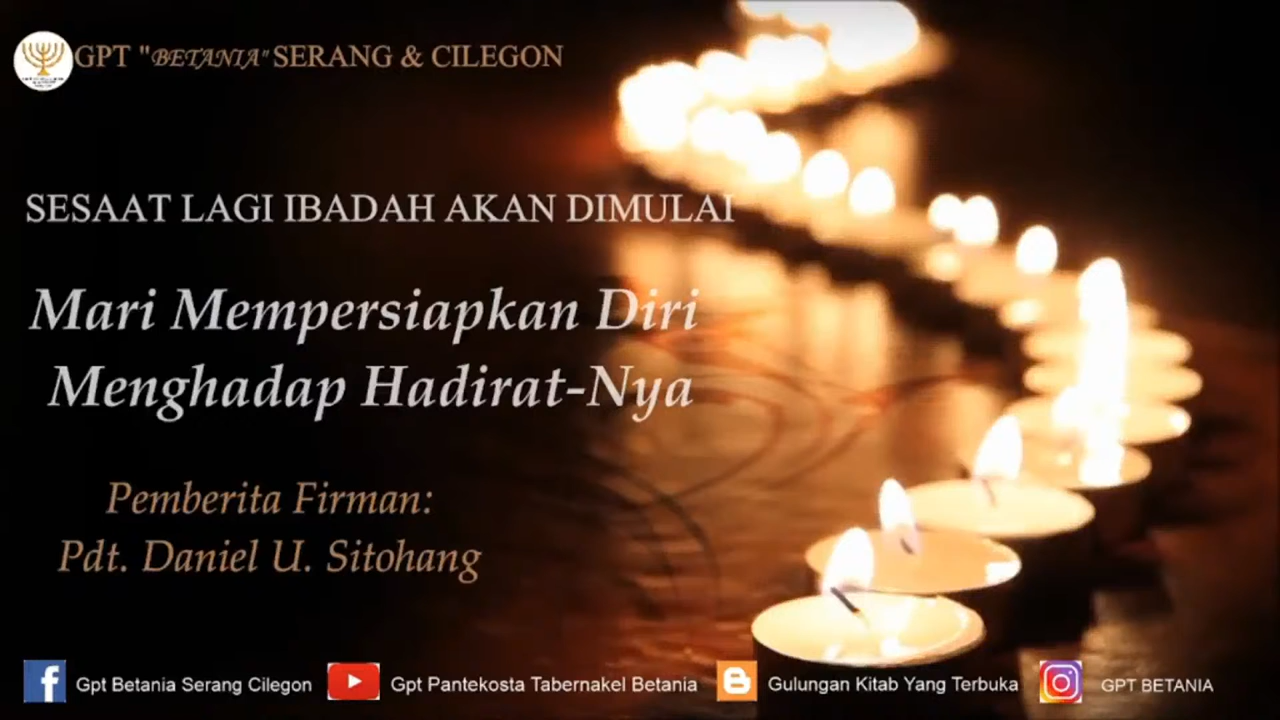 GPT "BETANIA" SERANG & CILEGON
SESAAT LAGI IBADAH AKAN DIMULAI
Mari Mempersiapkan Diri
Menghadap Hadirat-Nya
Pemberita Firman:
Pdt. Daniel U. Sitohang
Gpt Betania Serang Cilegon
Gpt Pantekosta Tabernakel Betania
Gulungan Kitab Yang Terbuka
GPT BETANIA